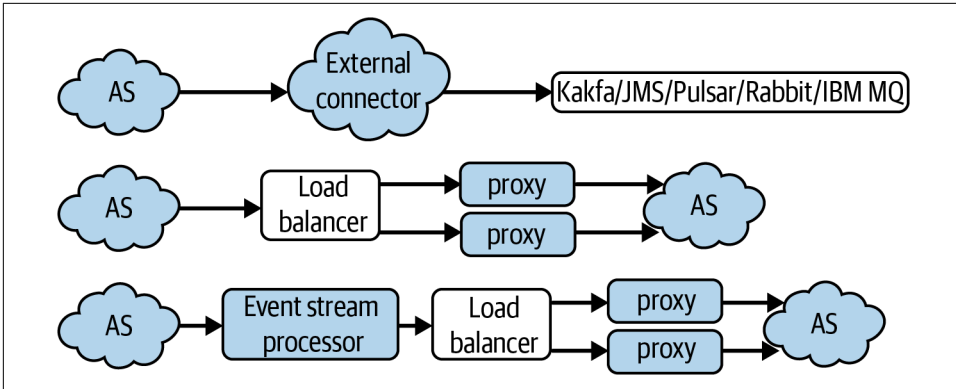 AS
External
connector
Kakfa/JMS/Pulsar/Rabbit/IBM MQ
AS
Load
balancer
proxy
proxy
AS
AS
Event stream
processor
Load
balancer
proxy
proxy
AS